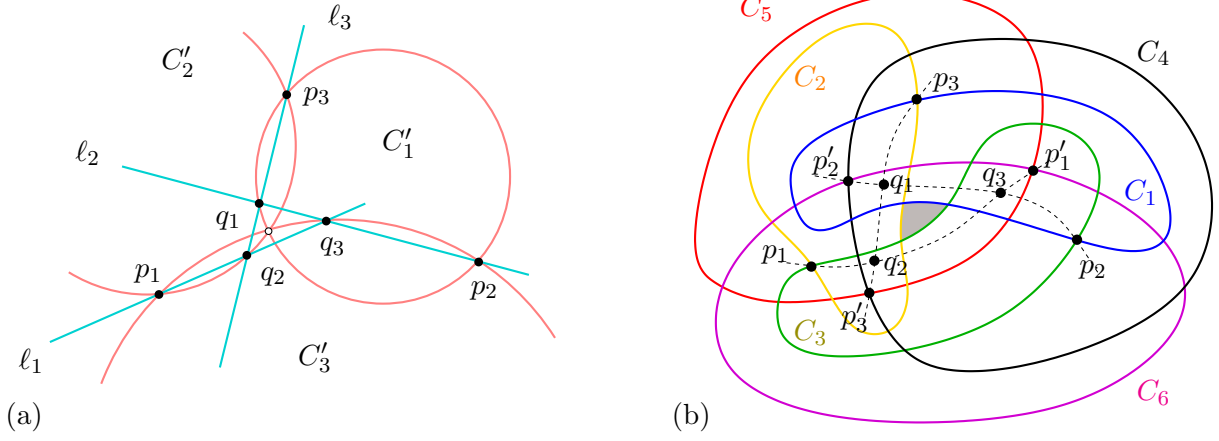 ℓ₃
C′₂
p₃
C′₁
ℓ₂
q₁
q₃
p₁
q₂
p₂
ℓ₁
C′₃
(a)
C₅
C₄
C₂
p₃
p′₂
q₁
q₃
p′₁
C₁
p₁
q₂
p₂
p′₃
C₃
C₆
(b)